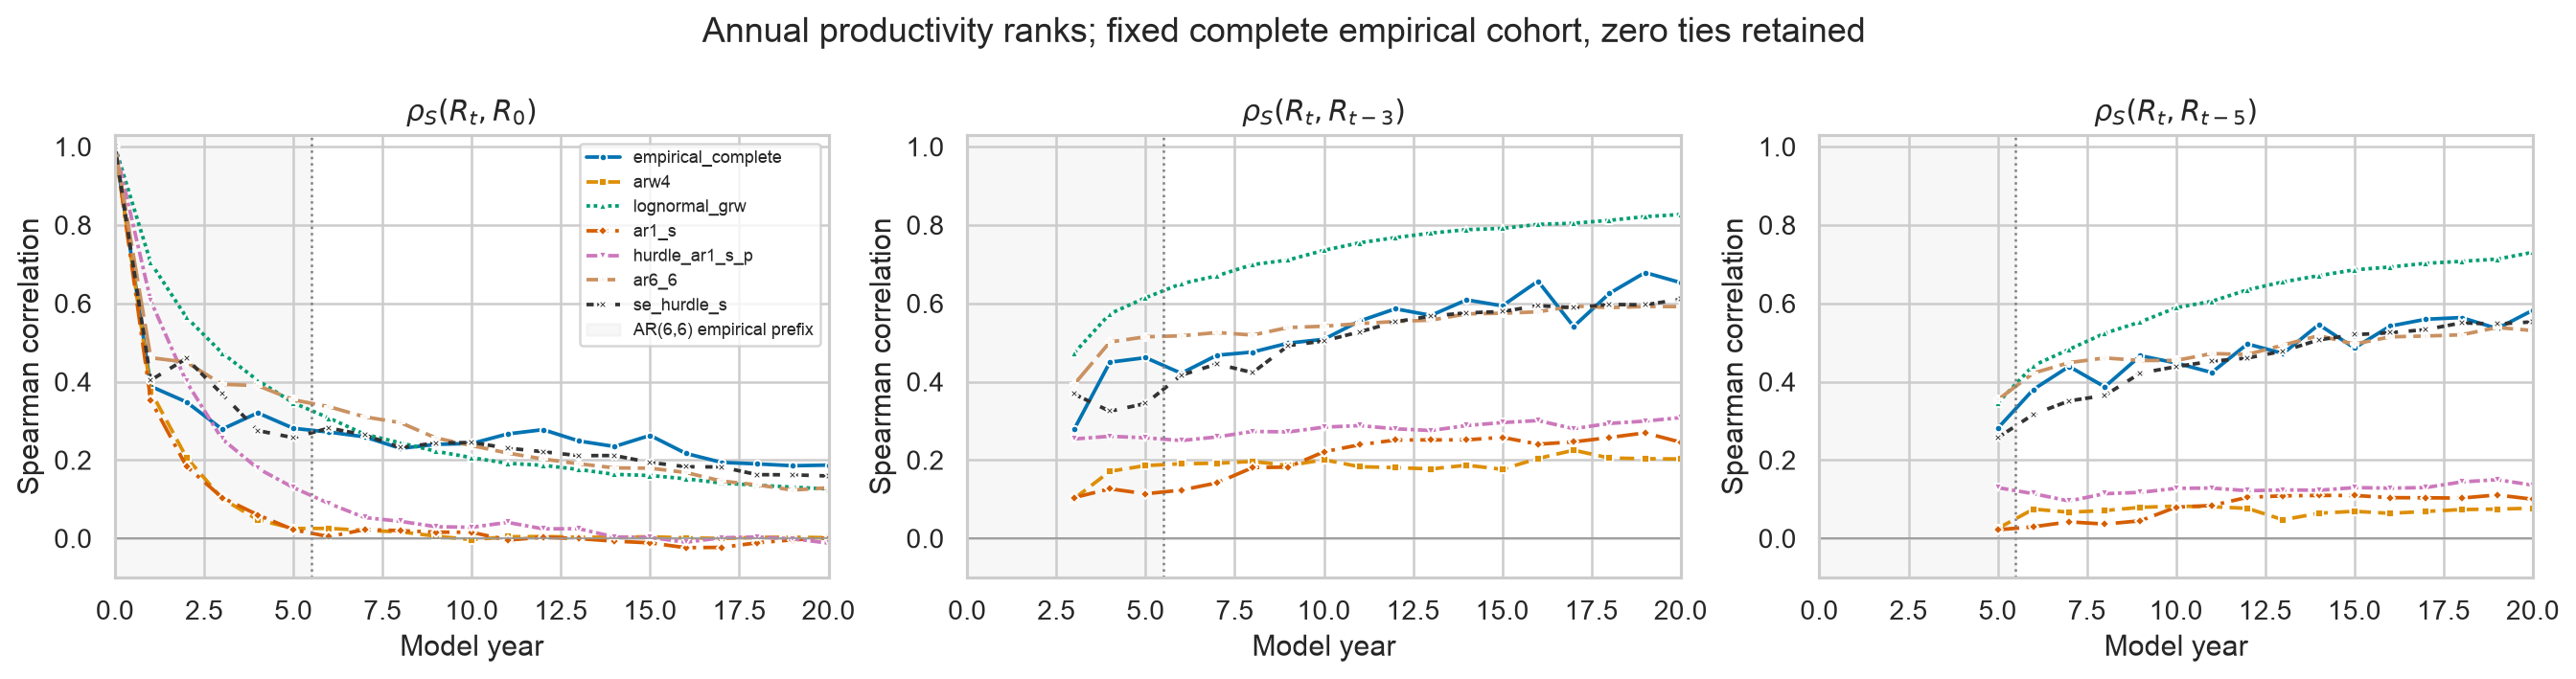 Annual productivity ranks; fixed complete empirical cohort, zero ties retained
ρS(Rt, R0)
Spearman correlation
1.0
0.8
0.6
0.4
0.2
0.0
0.0 2.5 5.0 7.5 10.0 12.5 15.0 17.5 20.0
Model year
empirical_complete
arw4
lognormal_grw
ar1_s
hurdle_ar1_s_p
ar6_6
se_hurdle_s
AR(6,6) empirical prefix
ρS(Rt, Rt−3)
Spearman correlation
1.0
0.8
0.6
0.4
0.2
0.0
0.0 2.5 5.0 7.5 10.0 12.5 15.0 17.5 20.0
Model year
ρS(Rt, Rt−5)
Spearman correlation
1.0
0.8
0.6
0.4
0.2
0.0
0.0 2.5 5.0 7.5 10.0 12.5 15.0 17.5 20.0
Model year